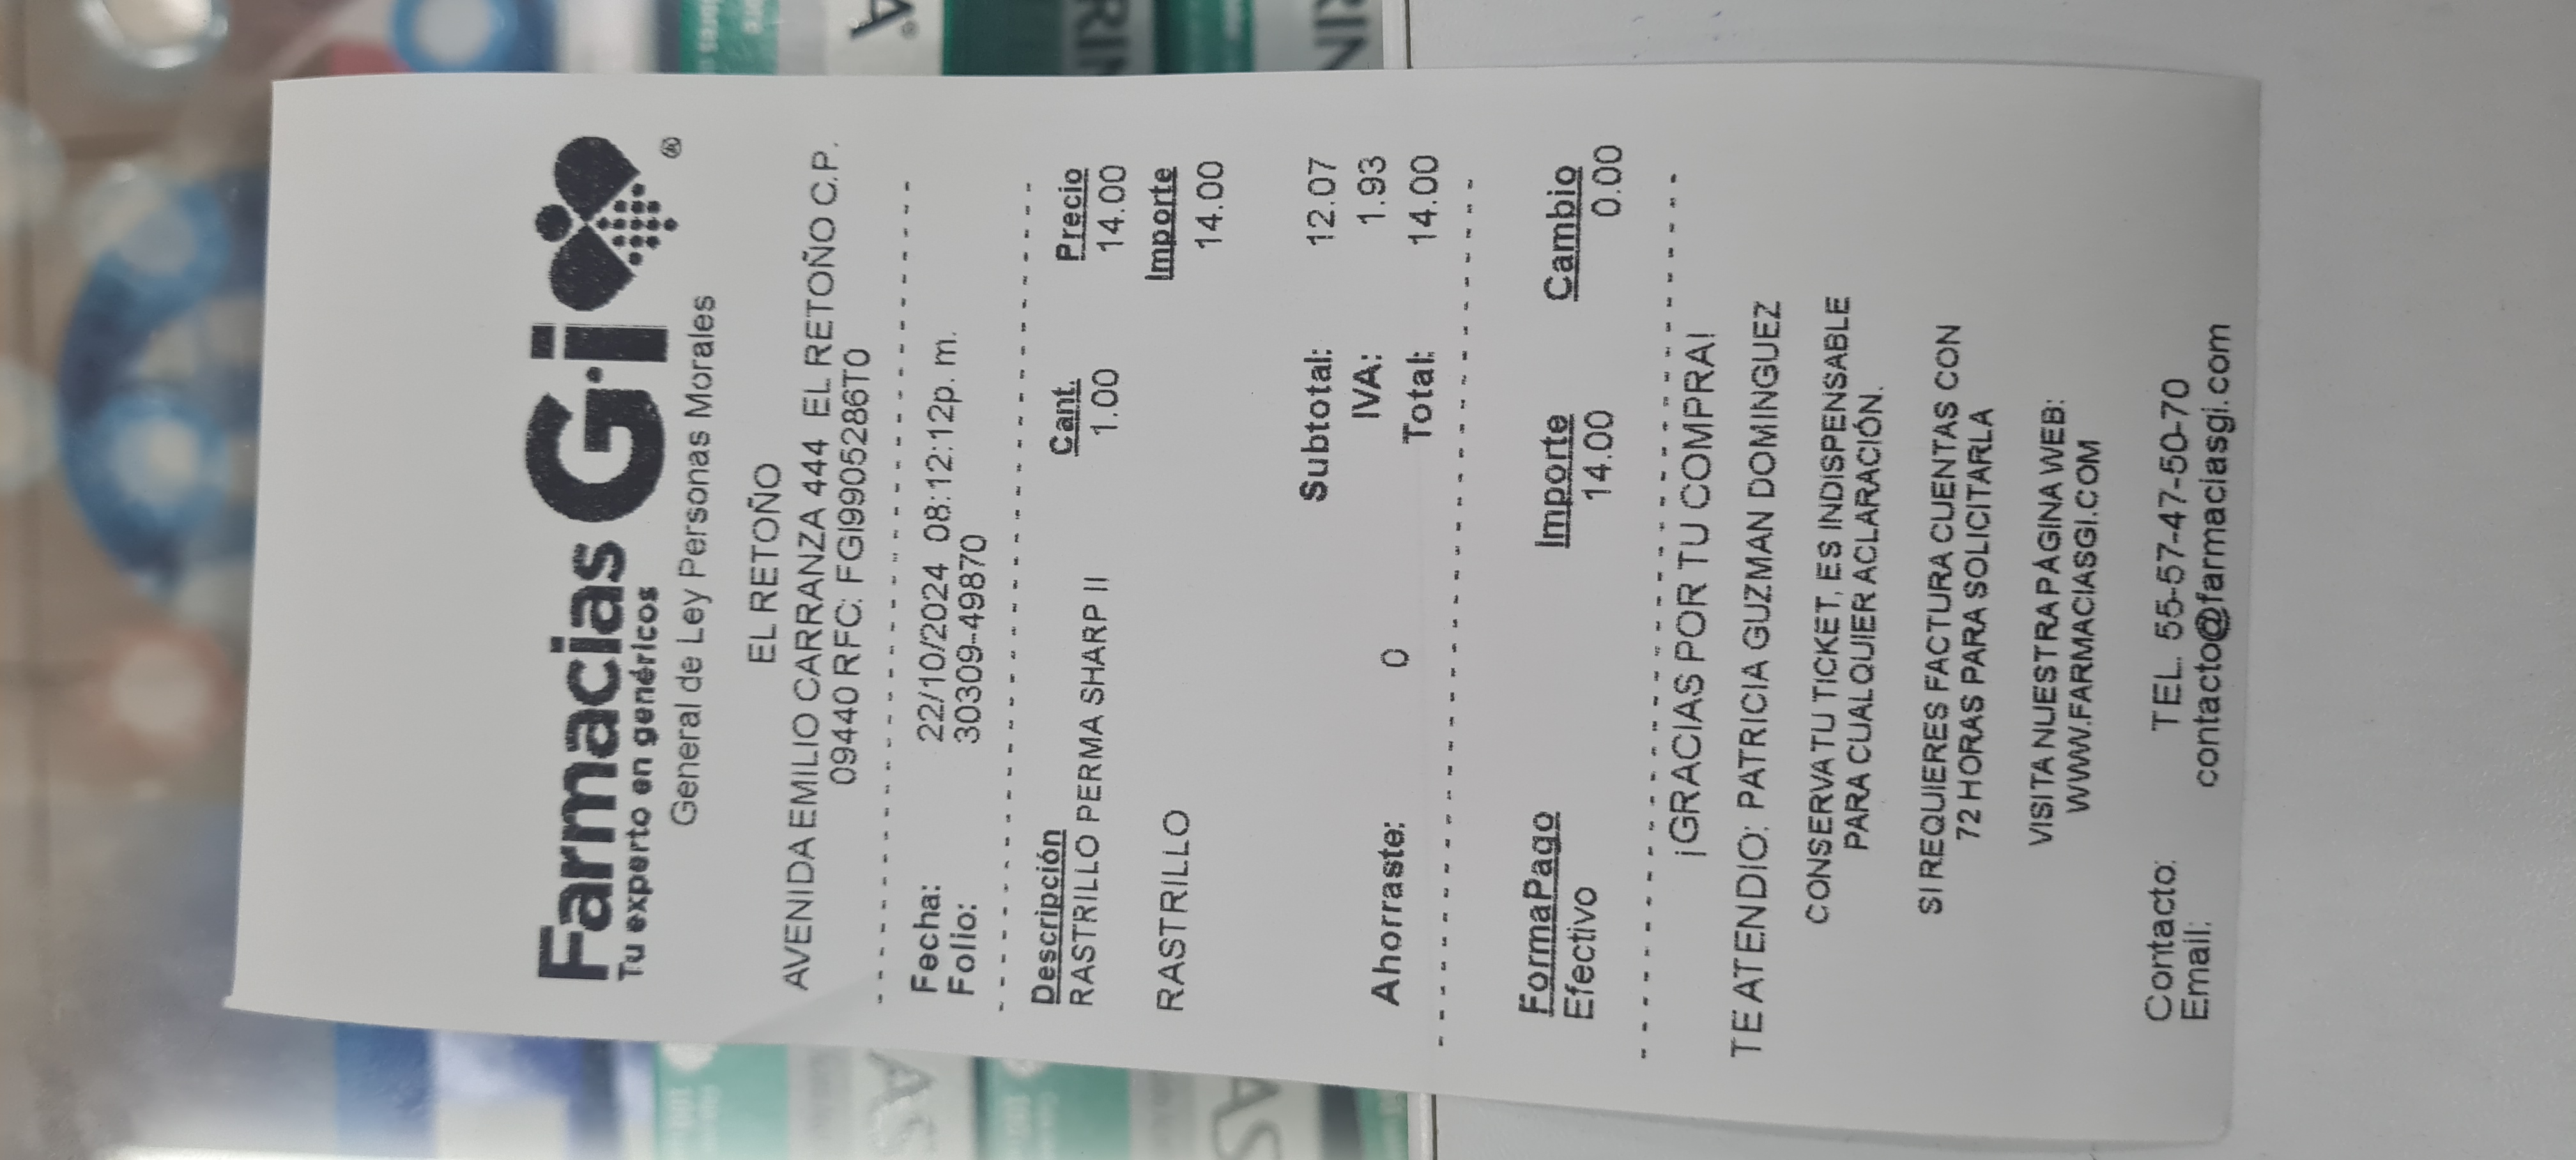 Farmacias Gi
Tu experto en genéricos
®
General de Ley Personas Morales
EL RETOÑO
AVENIDA EMILIO CARRANZA 444 EL RETOÑO C.P.
09440 RFC: FGI9905286T0
Fecha: 22/10/2024 08:12:12p. m.
Folio: 30309-49870
Descripción Cant. Precio
RASTRILLO PERMA SHARP II 1.00 14.00
Importe
RASTRILLO 14.00
Subtotal: 12.07
Ahorraste: 0 IVA: 1.93
Total: 14.00
FormaPago Importe Cambio
Efectivo 14.00 0.00
¡GRACIAS POR TU COMPRA!
TE ATENDIO: PATRICIA GUZMAN DOMINGUEZ
CONSERVA TU TICKET, ES INDISPENSABLE
PARA CUALQUIER ACLARACIÓN.
SI REQUIERES FACTURA CUENTAS CON
72 HORAS PARA SOLICITARLA
VISITA NUESTRA PÁGINA WEB:
WWW.FARMACIASGI.COM
Contacto: TEL. 55-57-47-50-70
Email: contacto@farmaciasgi.com